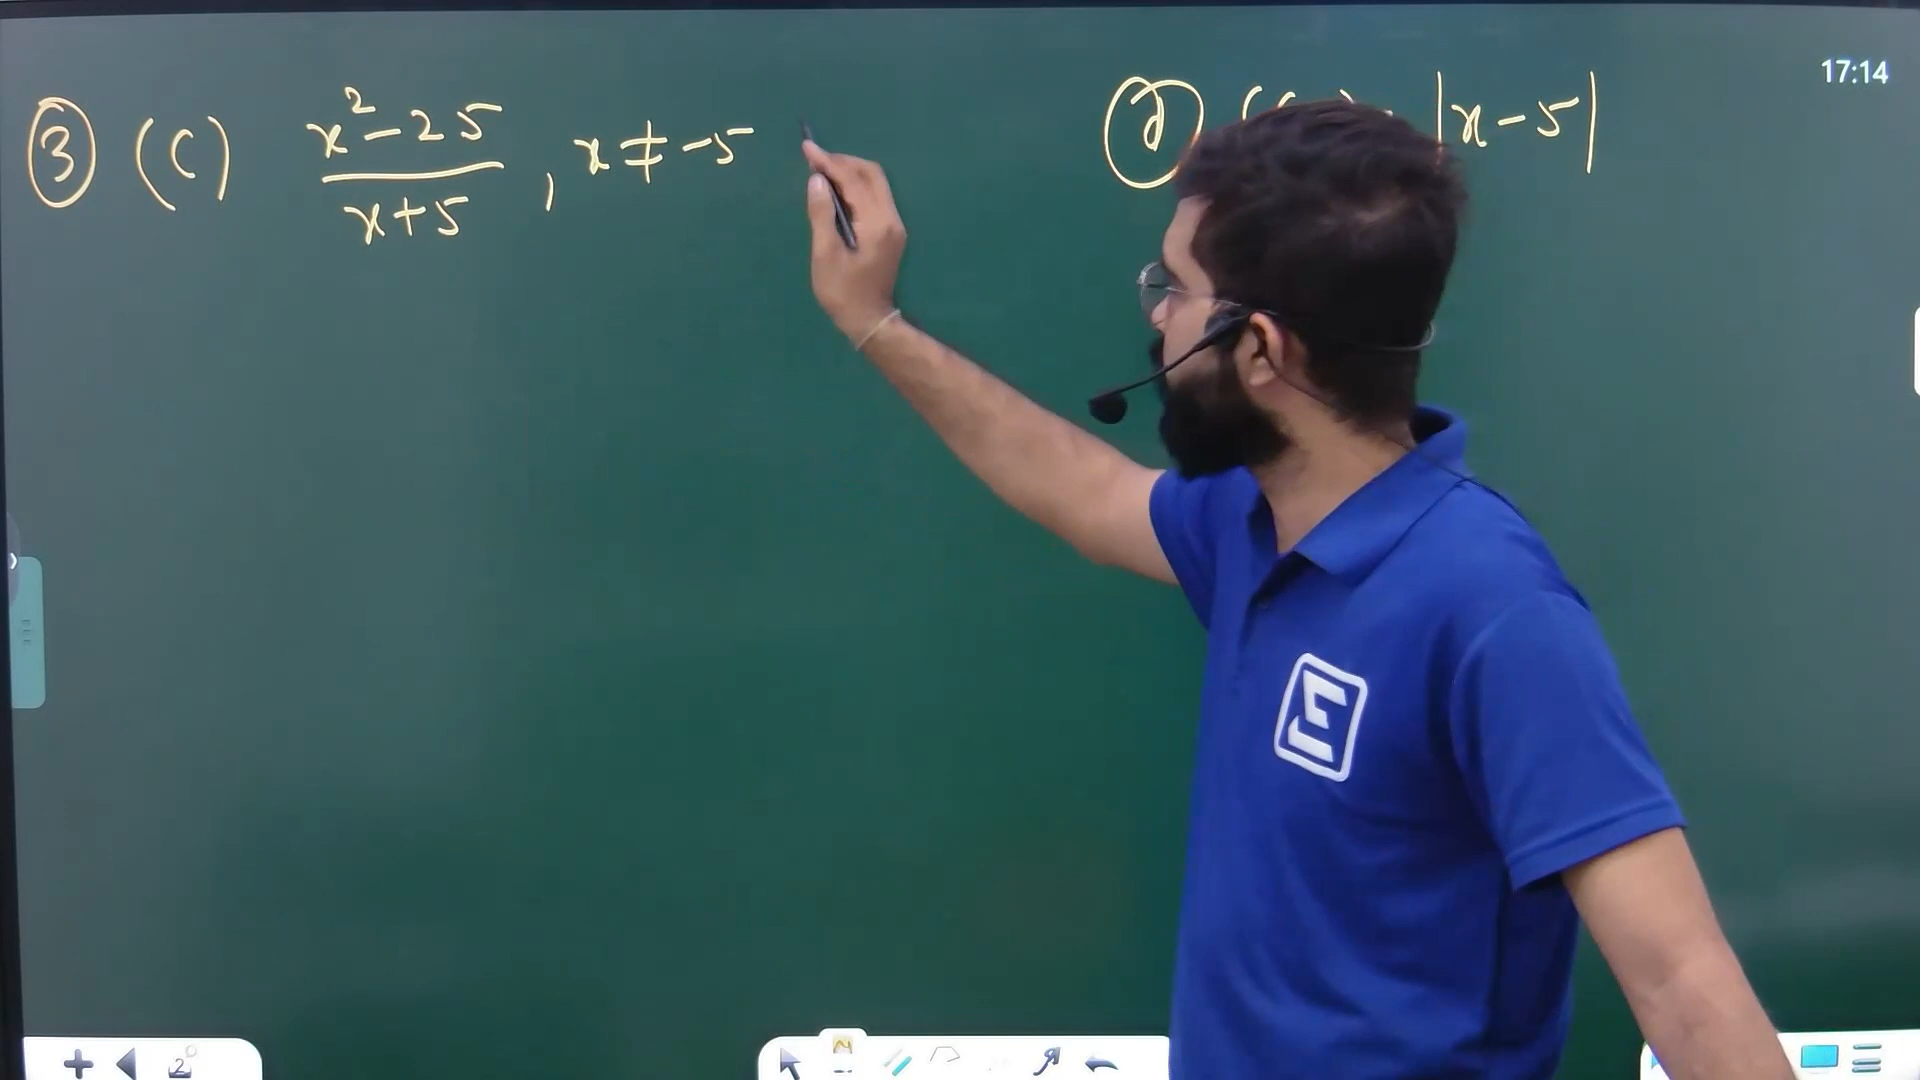 ③ (C) x²-25 / x+5 , x ≠ -5
ⓓ |x-5|
17:14